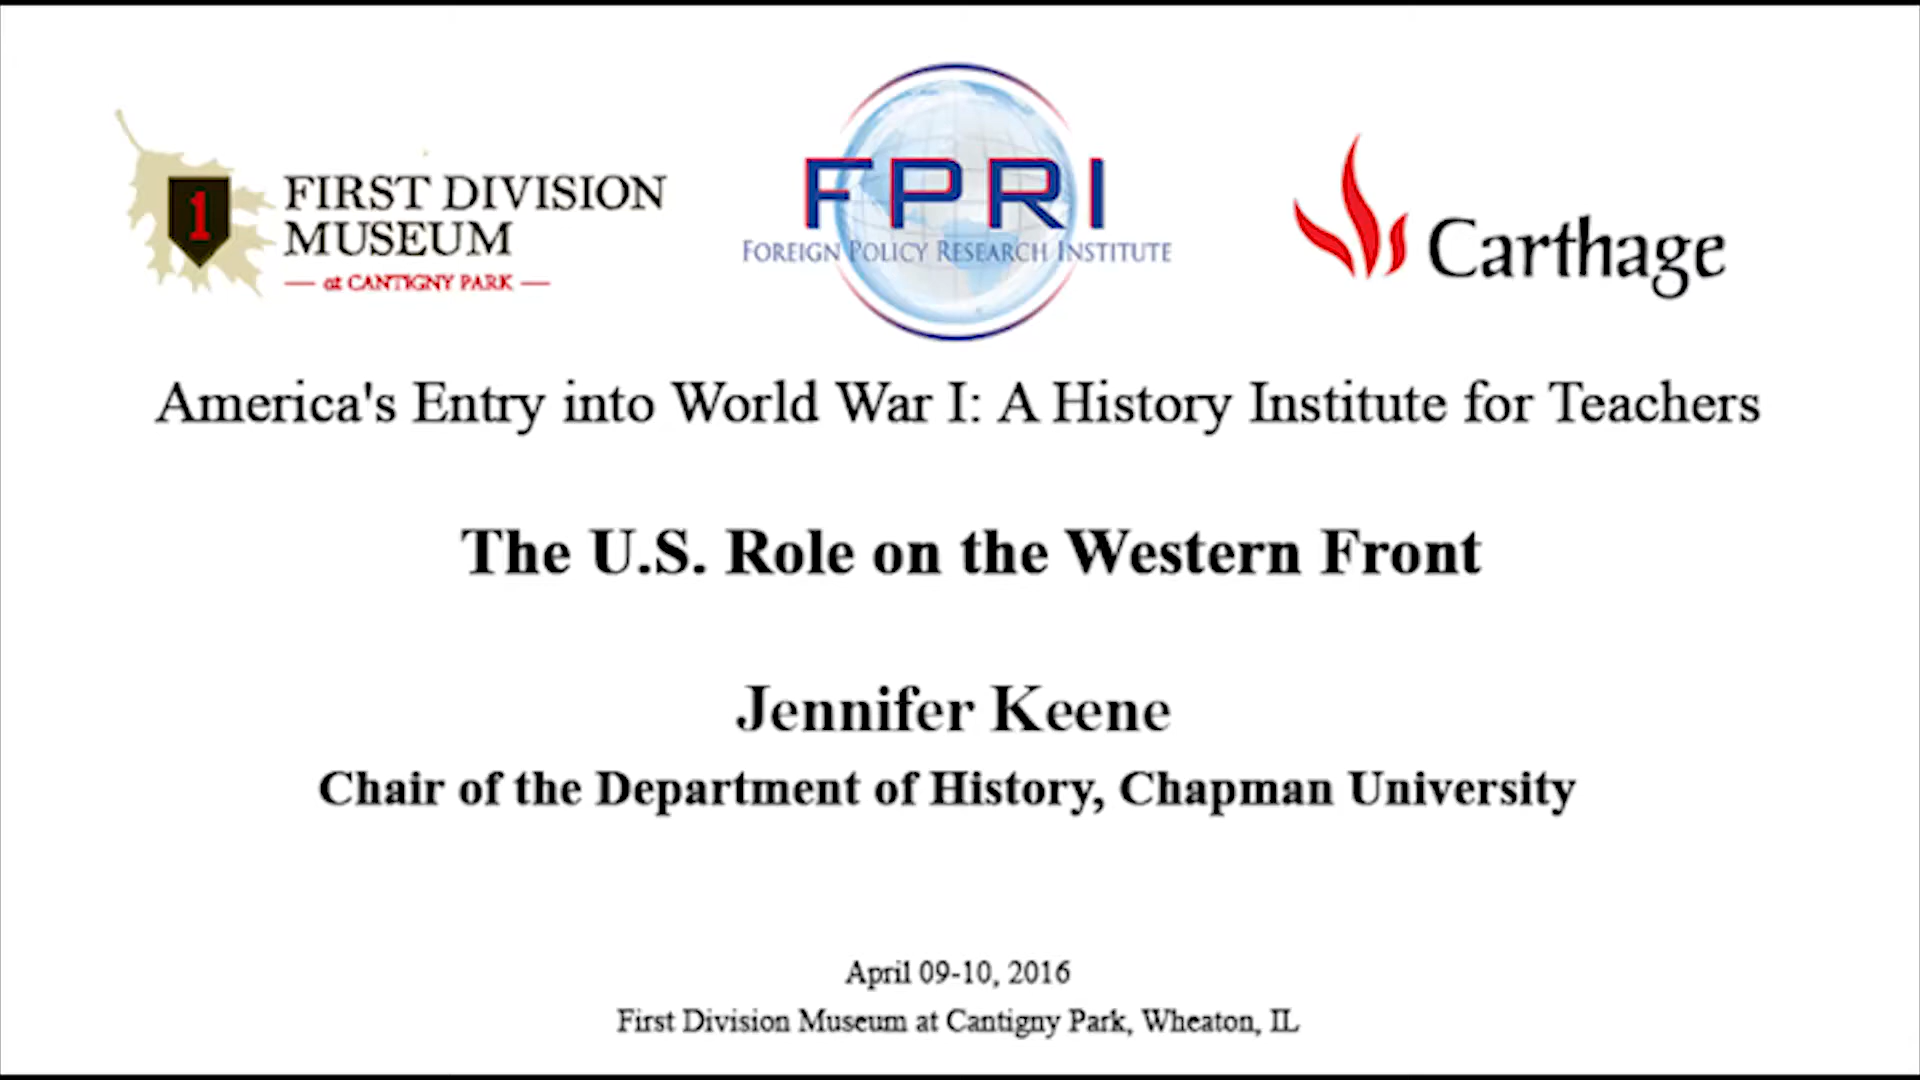 1
FIRST DIVISION
MUSEUM
at CANTIGNY PARK
FPRI
FOREIGN POLICY RESEARCH INSTITUTE
Carthage
America's Entry into World War I: A History Institute for Teachers
The U.S. Role on the Western Front
Jennifer Keene
Chair of the Department of History, Chapman University
April 09-10, 2016
First Division Museum at Cantigny Park, Wheaton, IL